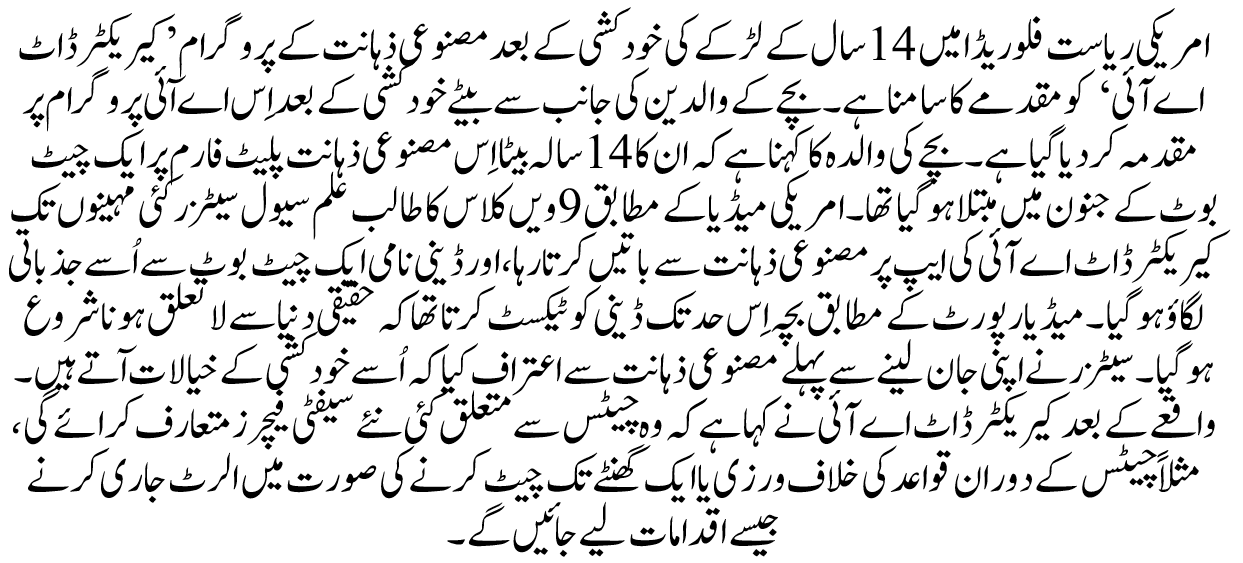 امریکی ریاست فلوریڈا میں 14 سال کے لڑکے کی خودکشی کے بعد مصنوعی ذہانت کے پروگرام ’کیریکٹر ڈاٹ
اے آئی‘ کو مقدمے کا سامنا ہے۔ بچے کے والدین کی جانب سے بیٹے خودکشی کے بعد اِس اے آئی پروگرام پر
مقدمہ کر دیا گیا ہے۔ بچے کی والدہ کا کہنا ہے کہ ان کا 14 سالہ بیٹا اِس مصنوعی ذہانت پلیٹ فارم پر ایک چیٹ
بوٹ کے جنون میں مبتلا ہو گیا تھا۔ امریکی میڈیا کے مطابق 9ویں کلاس کا طالب علم سیول سیٹزر کئی مہینوں تک
کیریکٹر ڈاٹ اے آئی کی ایپ پر مصنوعی ذہانت سے باتیں کرتا رہا، اور ڈینی نامی ایک چیٹ بوٹ سے اُسے جذباتی
لگاؤ ہو گیا۔ میڈیا رپورٹ کے مطابق بچہ اِس حد تک ڈینی کو ٹیکسٹ کرتا تھا کہ حقیقی دنیا سے لا تعلق ہونا شروع
ہو گیا۔ سیٹزر نے اپنی جان لینے سے پہلے مصنوعی ذہانت سے اعتراف کیا کہ اُسے خودکشی کے خیالات آتے ہیں۔
واقعے کے بعد کیریکٹر ڈاٹ اے آئی نے کہا ہے کہ وہ چیٹس سے متعلق کئی نئے سیفٹی فیچرز متعارف کرائے گی،
مثلاً چیٹس کے دوران قواعد کی خلاف ورزی یا ایک گھنٹے تک چیٹ کرنے کی صورت میں الرٹ جاری کرنے
جیسے اقدامات لیے جائیں گے۔